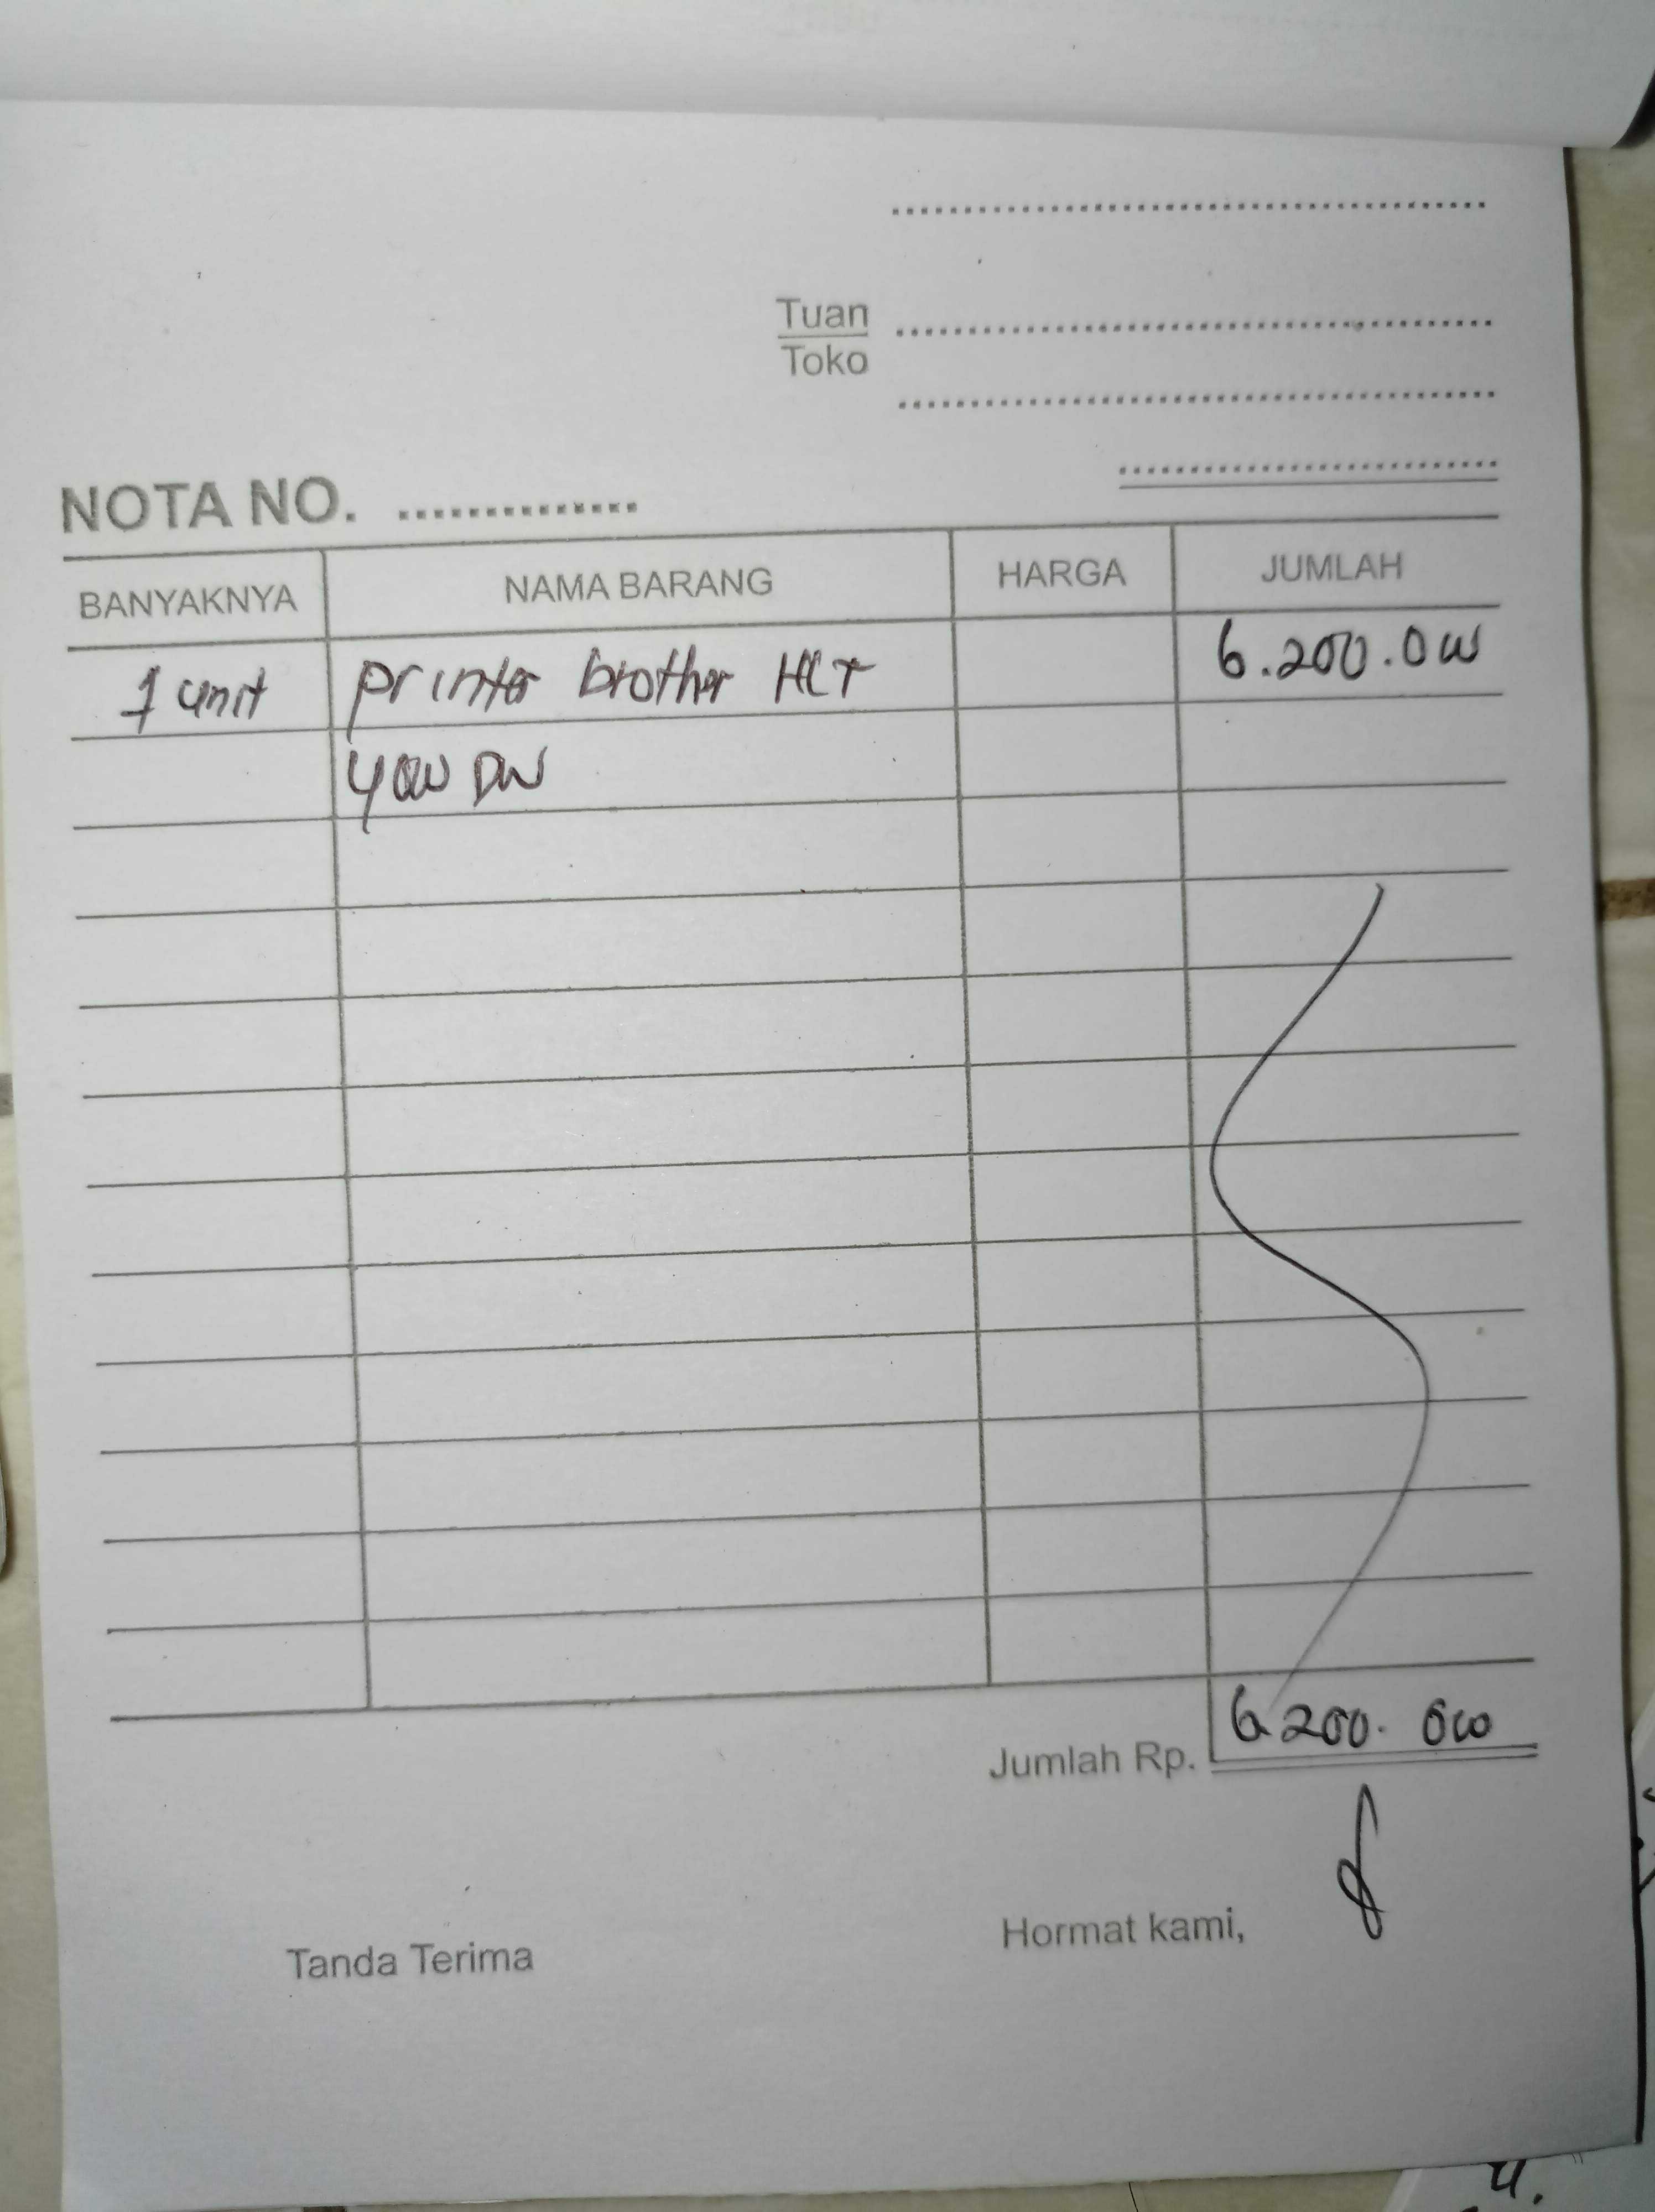 Tuan
Toko
NOTA NO.
BANYAKNYA NAMA BARANG HARGA JUMLAH
1 unit printer brother HLT 6.200.000
4000 DW
Jumlah Rp. 6.200.000
Tanda Terima Hormat kami,